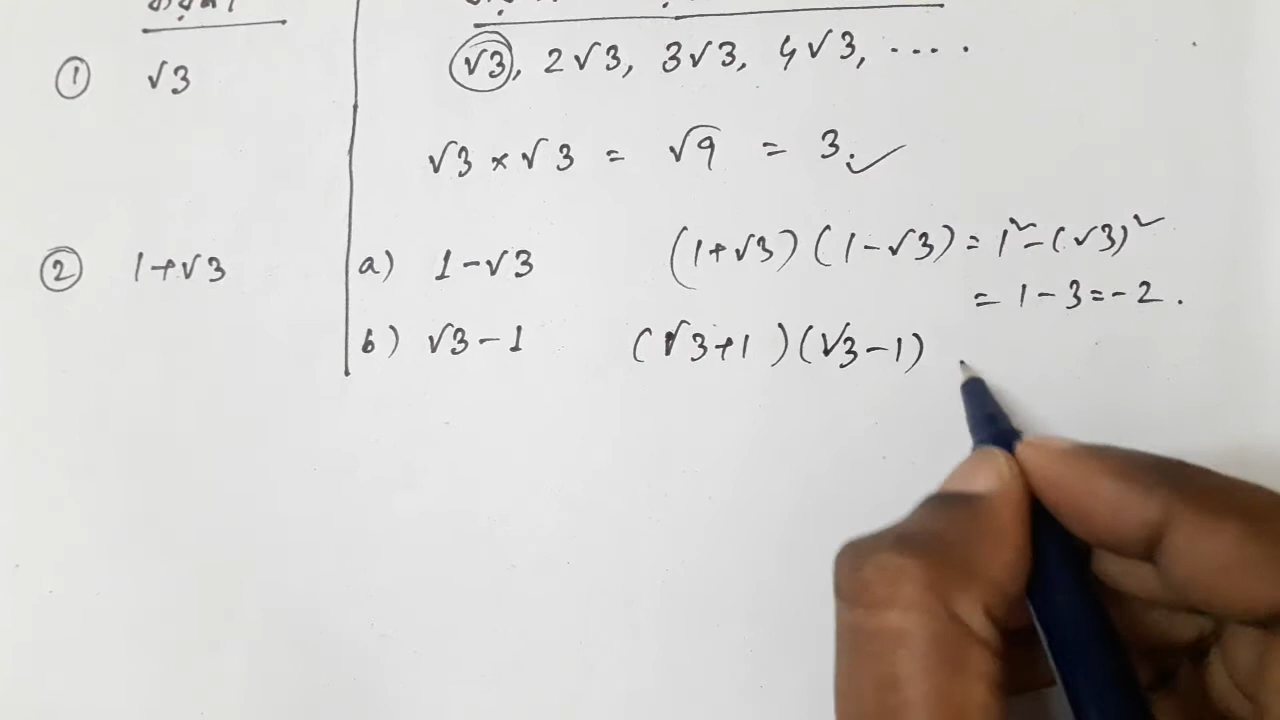 ① √3
√3, 2√3, 3√3, 4√3, ....
√3 × √3 = √9 = 3.
② 1+√3
a) 1-√3
(1+√3)(1-√3) = 1²-(√3)²
= 1-3=-2.
b) √3-1
(√3+1)(√3-1)